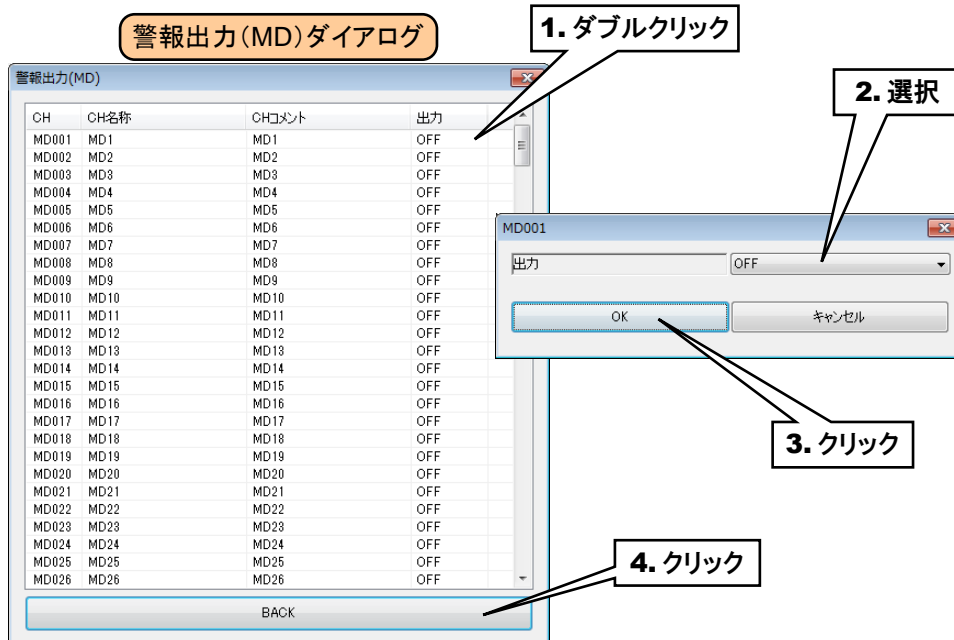 警報出力(MD)ダイアログ
1. ダブルクリック
警報出力(MD)
2. 選択
CH CH名称 CHコメント 出力
MD001 MD1 MD1 OFF
MD002 MD2 MD2 OFF
MD003 MD3 MD3 OFF
MD004 MD4 MD4 OFF
MD005 MD5 MD5 OFF
MD006 MD6 MD6 OFF
MD007 MD7 MD7 OFF
MD008 MD8 MD8 OFF
MD009 MD9 MD9 OFF
MD010 MD10 MD10 OFF
MD011 MD11 MD11 OFF
MD012 MD12 MD12 OFF
MD013 MD13 MD13 OFF
MD014 MD14 MD14 OFF
MD015 MD15 MD15 OFF
MD016 MD16 MD16 OFF
MD017 MD17 MD17 OFF
MD018 MD18 MD18 OFF
MD019 MD19 MD19 OFF
MD020 MD20 MD20 OFF
MD021 MD21 MD21 OFF
MD022 MD22 MD22 OFF
MD023 MD23 MD23 OFF
MD024 MD24 MD24 OFF
MD025 MD25 MD25 OFF
MD026 MD26 MD26 OFF
BACK
MD001
出力 OFF
OK キャンセル
3. クリック
4. クリック